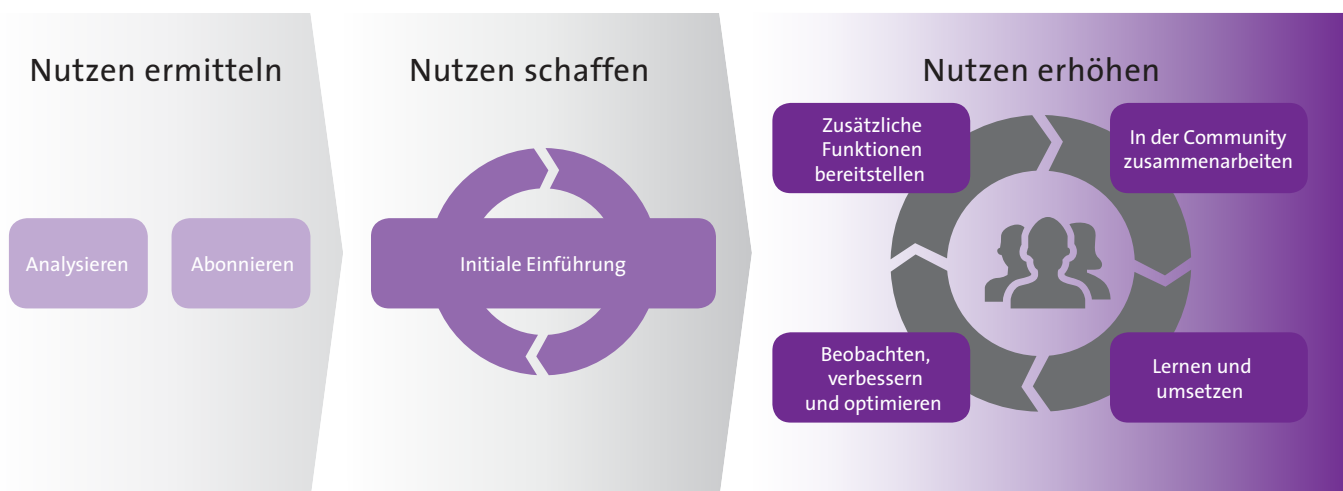 Nutzen ermitteln
Analysieren
Abonnieren
Nutzen schaffen
Initiale Einführung
Nutzen erhöhen
Zusätzliche
Funktionen
bereitstellen
In der Community
zusammenarbeiten
Beobachten,
verbessern
und optimieren
Lernen und
umsetzen